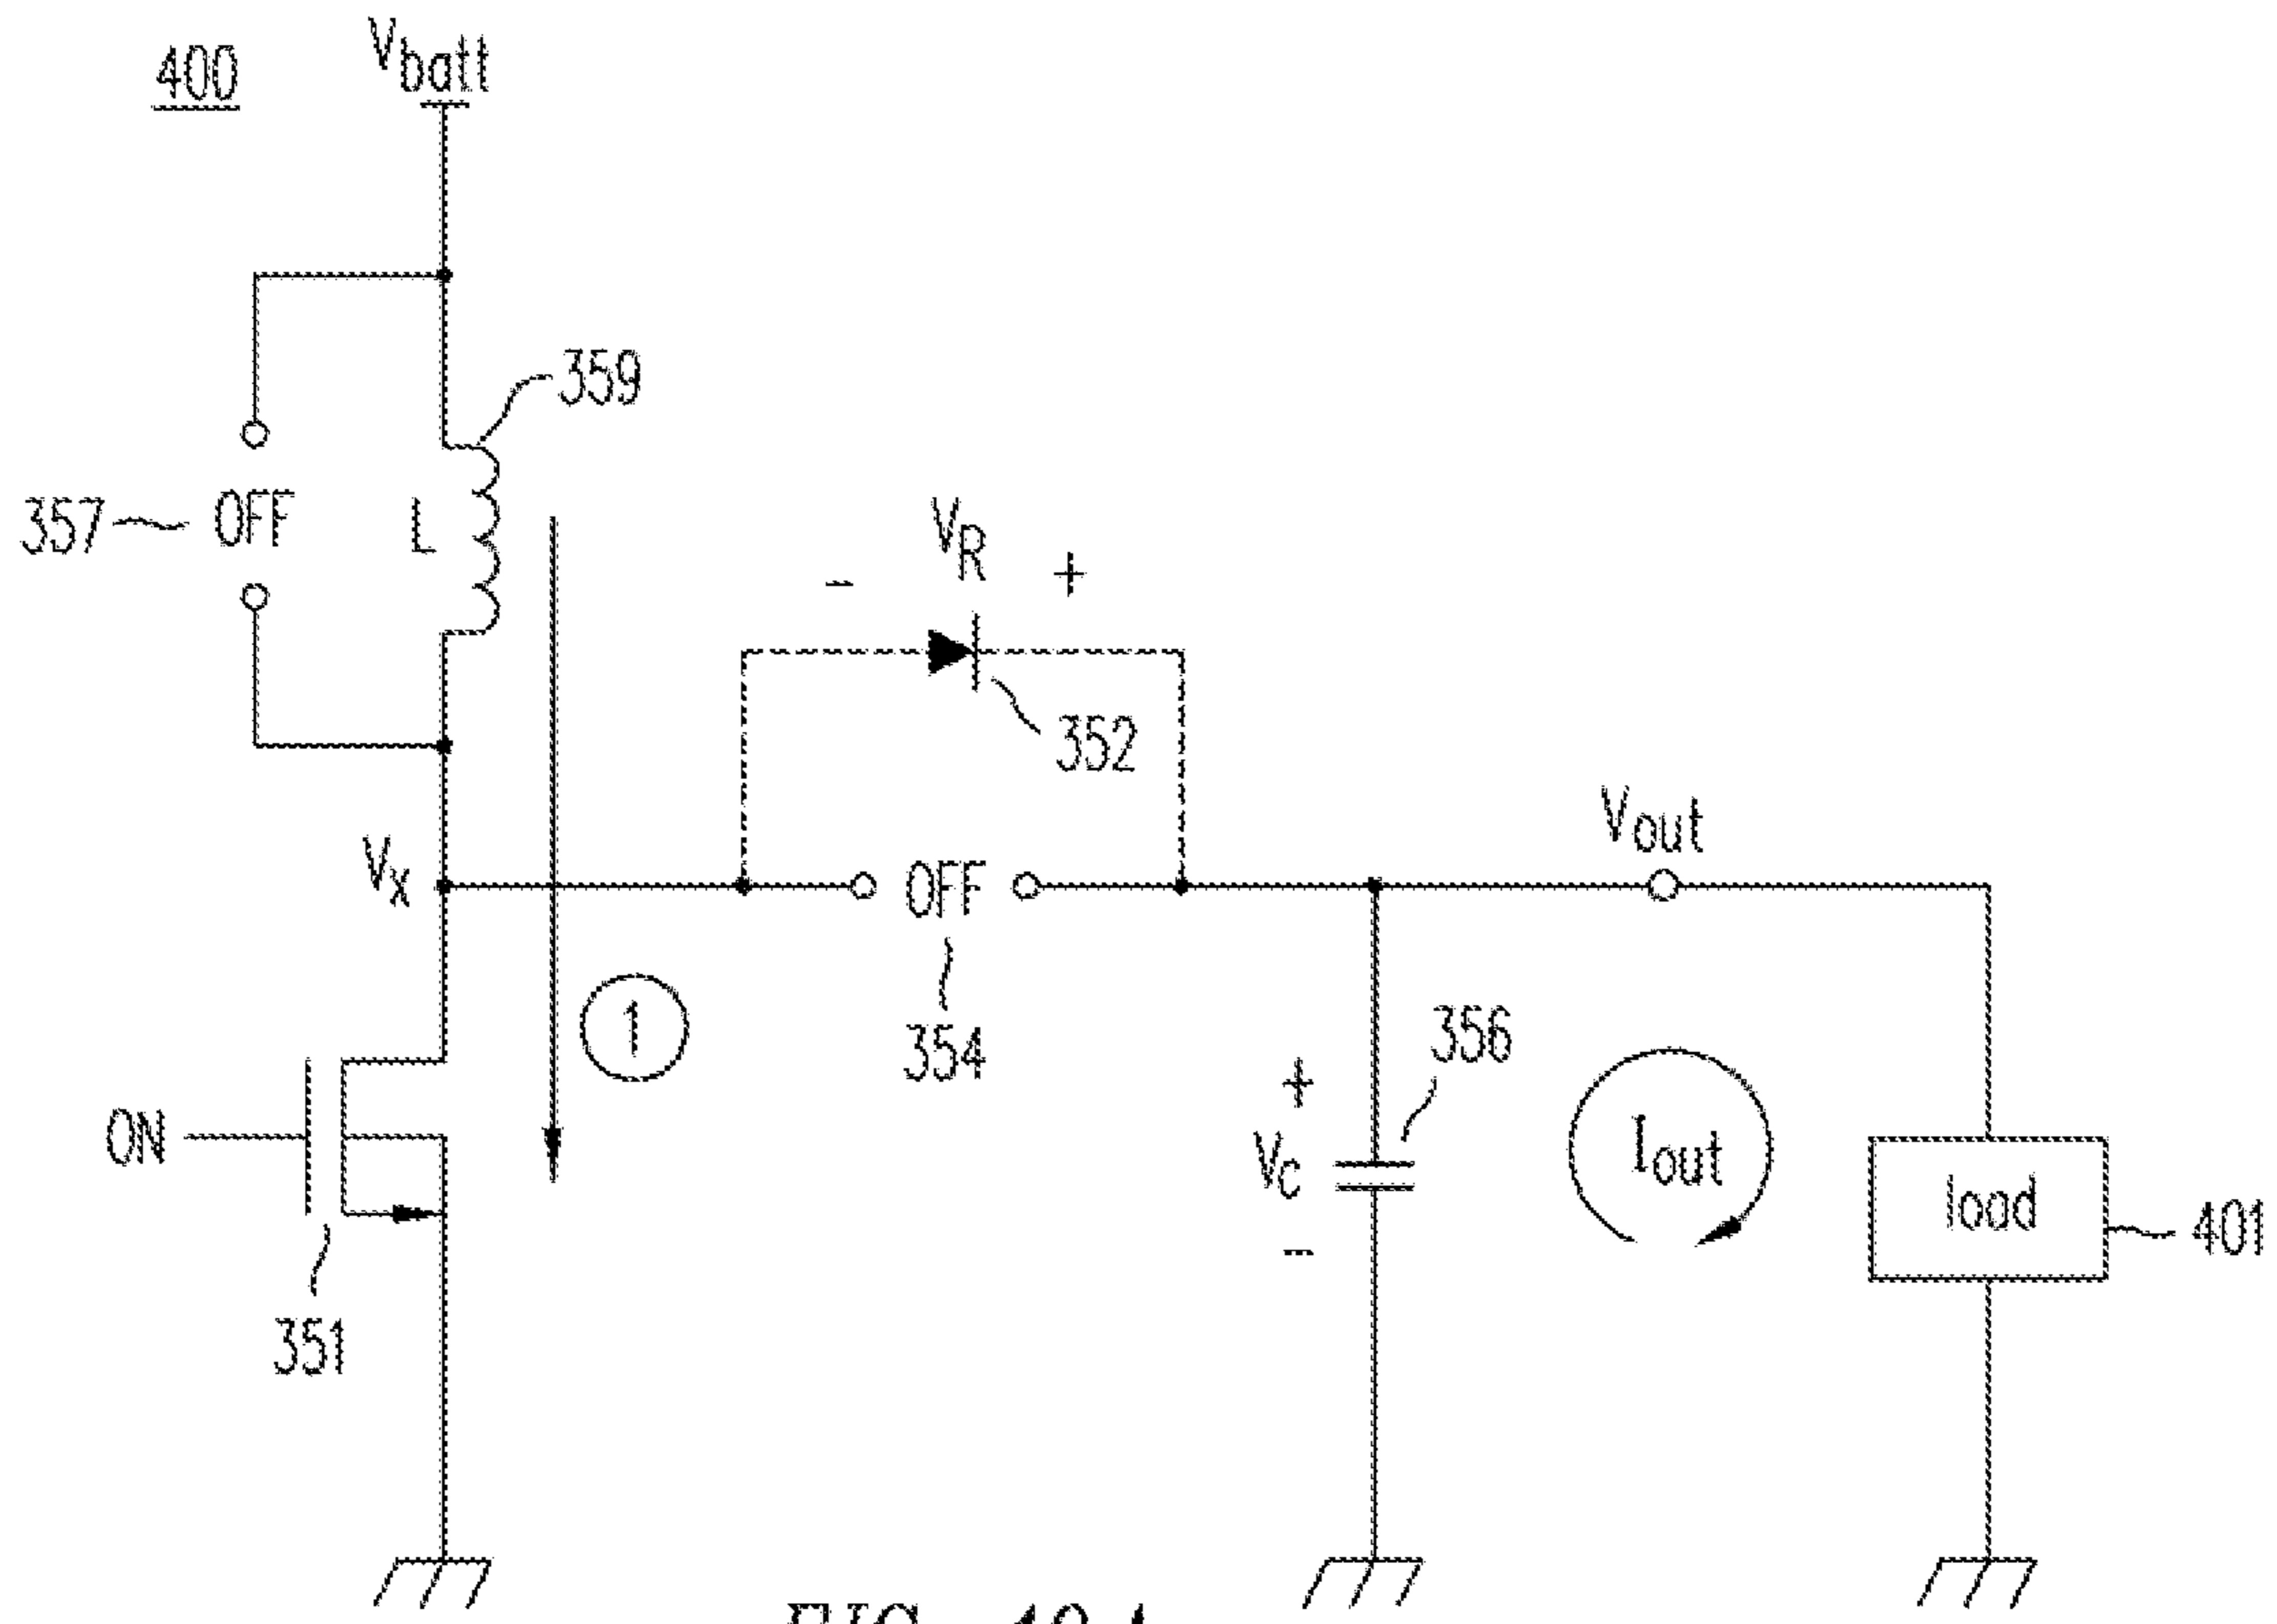 400
Vbatt
359
357
OFF
L
- VR +
352
Vx
OFF
354
Vout
1
356
+
VC
-
Iout
ON
351
load
401